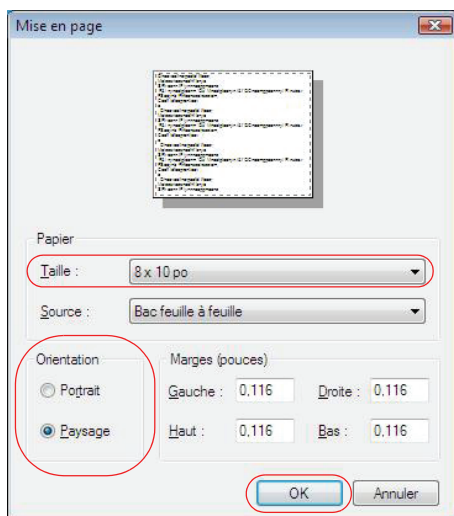 Mise en page
Papier
Taille : 8 x 10 po
Source : Bac feuille à feuille
Orientation
Portrait
Paysage
Marges (pouces)
Gauche : 0,116 Droite : 0,116
Haut : 0,116 Bas : 0,116
OK Annuler